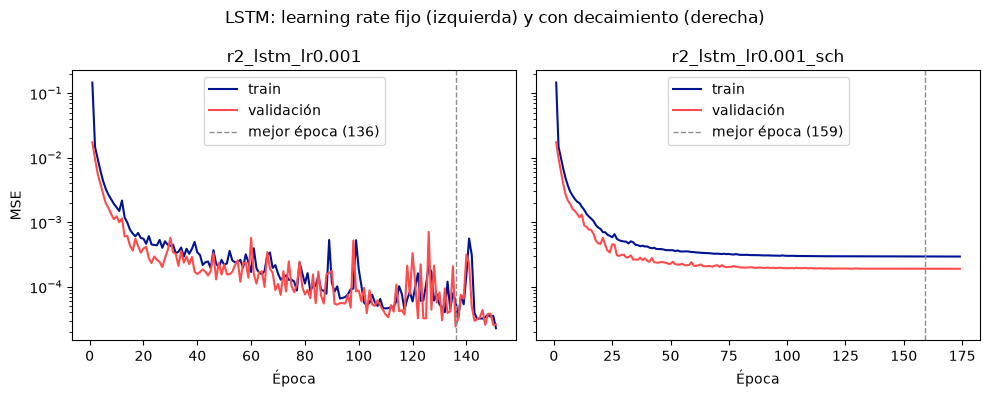 LSTM: learning rate fijo (izquierda) y con decaimiento (derecha)
r2_lstm_lr0.001
MSE
10⁻¹
10⁻²
10⁻³
10⁻⁴
train
validación
mejor época (136)
0 20 40 60 80 100 120 140
Época
r2_lstm_lr0.001_sch
train
validación
mejor época (159)
0 25 50 75 100 125 150 175
Época